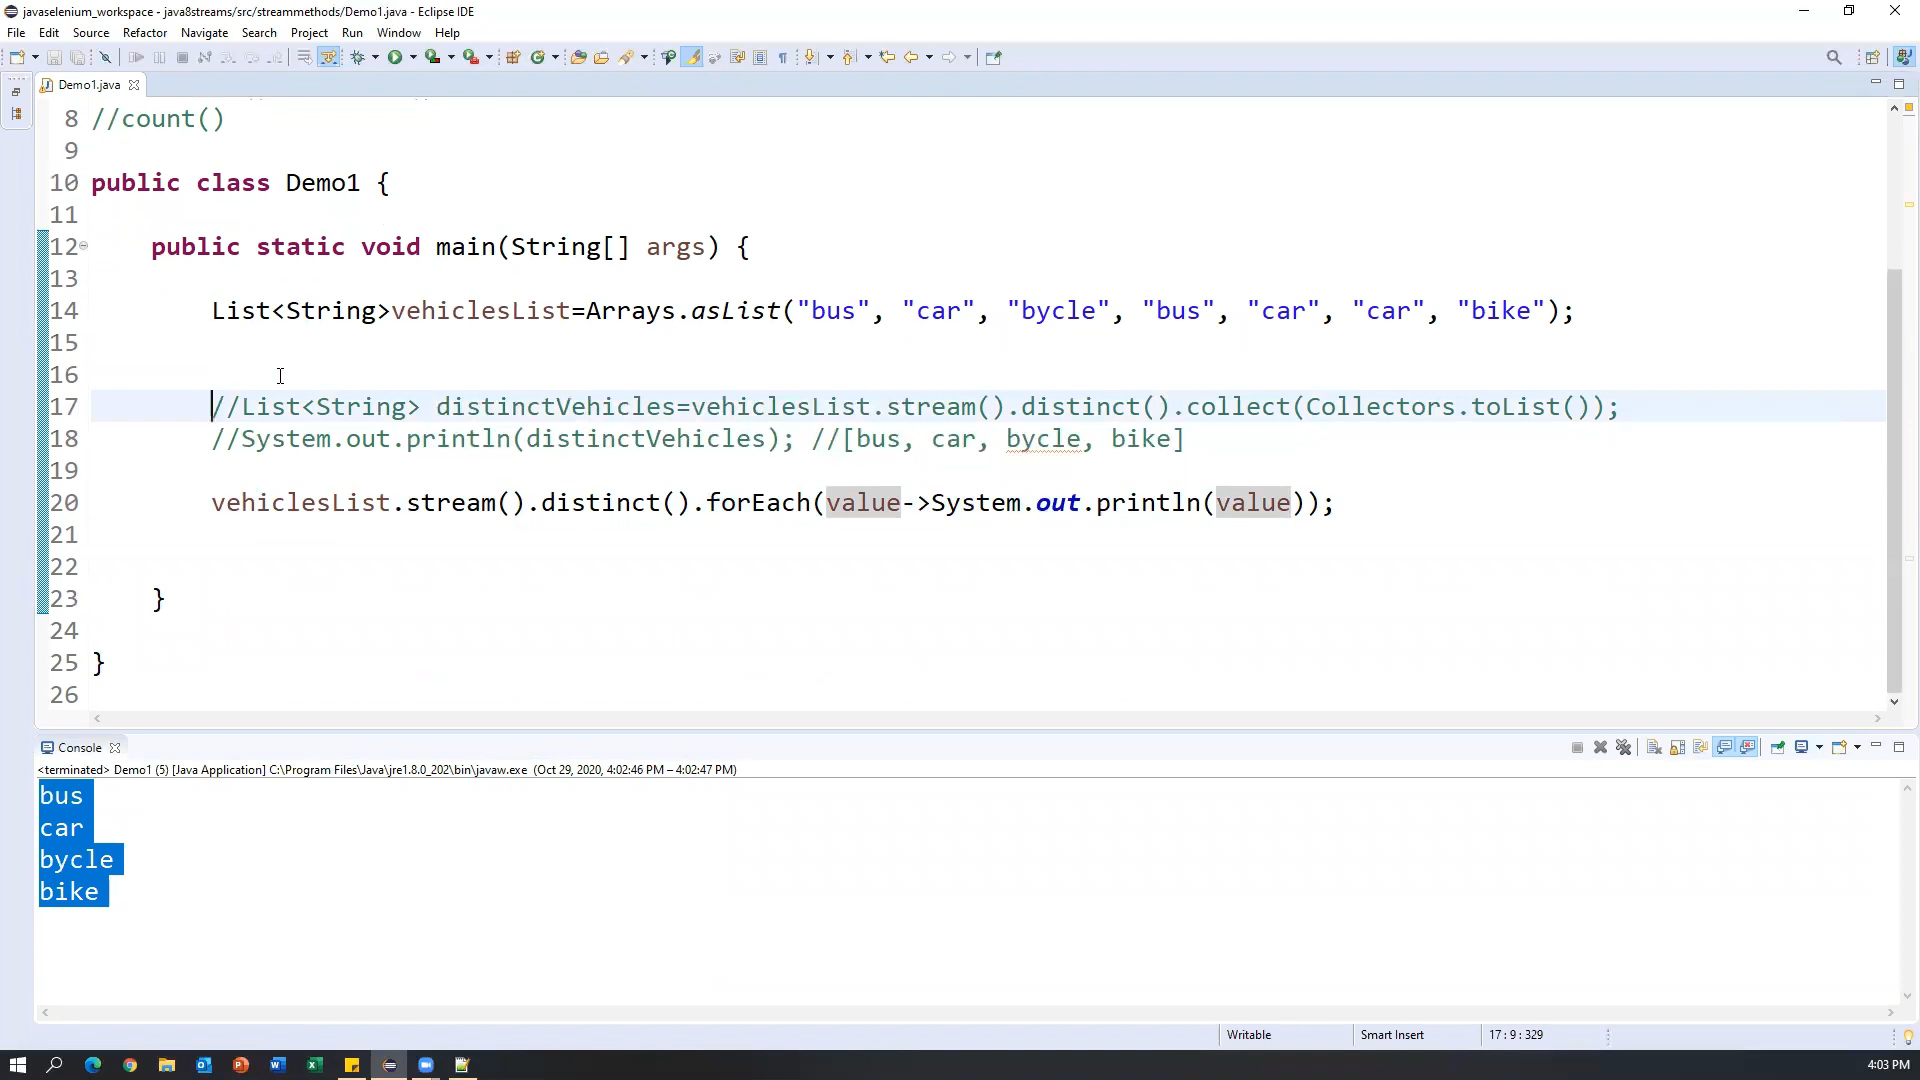 javaselenium_workspace - java8streams/src/streammethods/Demo1.java - Eclipse IDE
File Edit Source Refactor Navigate Search Project Run Window Help
Demo1.java
8 //count()
9
10 public class Demo1 {
11
12 public static void main(String[] args) {
13
14 List<String>vehiclesList=Arrays.asList("bus", "car", "bycle", "bus", "car", "car", "bike");
15
16
17 //List<String> distinctVehicles=vehiclesList.stream().distinct().collect(Collectors.toList());
18 //System.out.println(distinctVehicles); //[bus, car, bycle, bike]
19
20 vehiclesList.stream().distinct().forEach(value->System.out.println(value));
21
22
23 }
24
25 }
26
Console
<terminated> Demo1 (5) [Java Application] C:\Program Files\Java\jre1.8.0_202\bin\javaw.exe (Oct 29, 2020, 4:02:46 PM – 4:02:47 PM)
bus
car
bycle
bike
Writable Smart Insert 17 : 9 : 329
4:03 PM